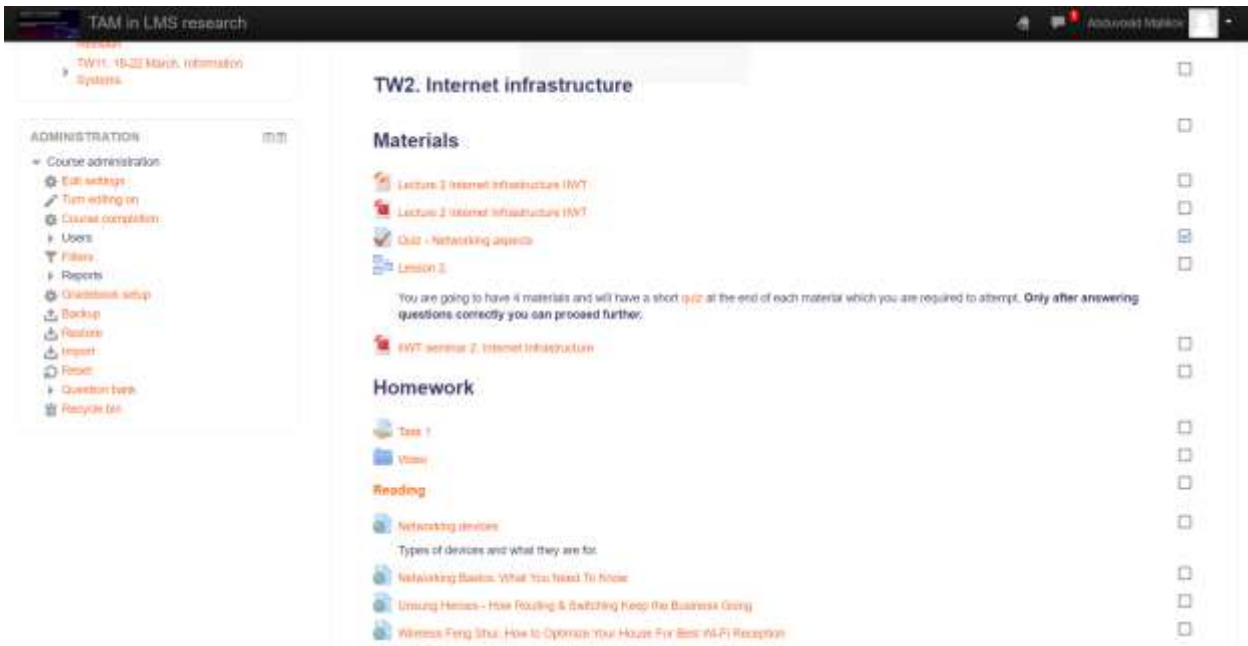 TAM in LMS research
Revision
TW11. 18-22 March. Information
Systems
ADMINISTRATION
Course administration
Edit settings
Turn editing on
Course completion
Users
Filters
Reports
Gradebook setup
Backup
Restore
Import
Reset
Question bank
Recycle bin
TW2. Internet infrastructure
Materials
Lecture 2 Internet Infrastructure IIWT
Lecture 2 Internet Infrastructure IIWT
Quiz - Networking aspects
Lesson 2.
You are going to have 4 materials and will have a short quiz at the end of each material which you are required to attempt. Only after answering
questions correctly you can proceed further.
IIWT seminar 2. Internet Infrastructure
Homework
Task 1
Video
Reading
Networking devices
Types of devices and what they are for.
Networking Basics: What You Need To Know
Unsung Heroes - How Routing & Switching Keep the Business Going
Wireless Feng Shui: How to Optimize Your House For Best Wi-Fi Reception